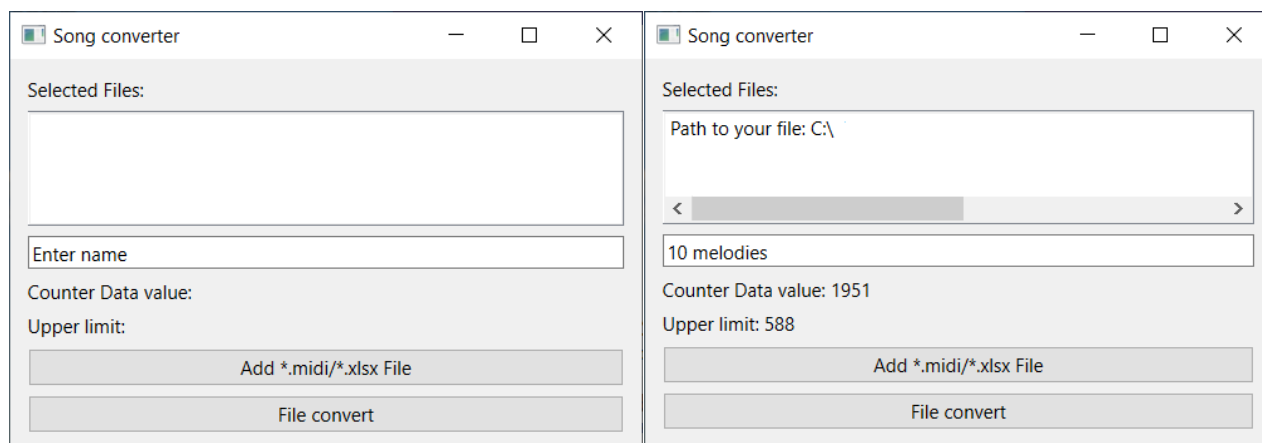 Song converter
Selected Files:
Enter name
Counter Data value:
Upper limit:
Add *.midi/*.xlsx File
File convert
Song converter
Selected Files:
Path to your file: C:\
10 melodies
Counter Data value: 1951
Upper limit: 588
Add *.midi/*.xlsx File
File convert